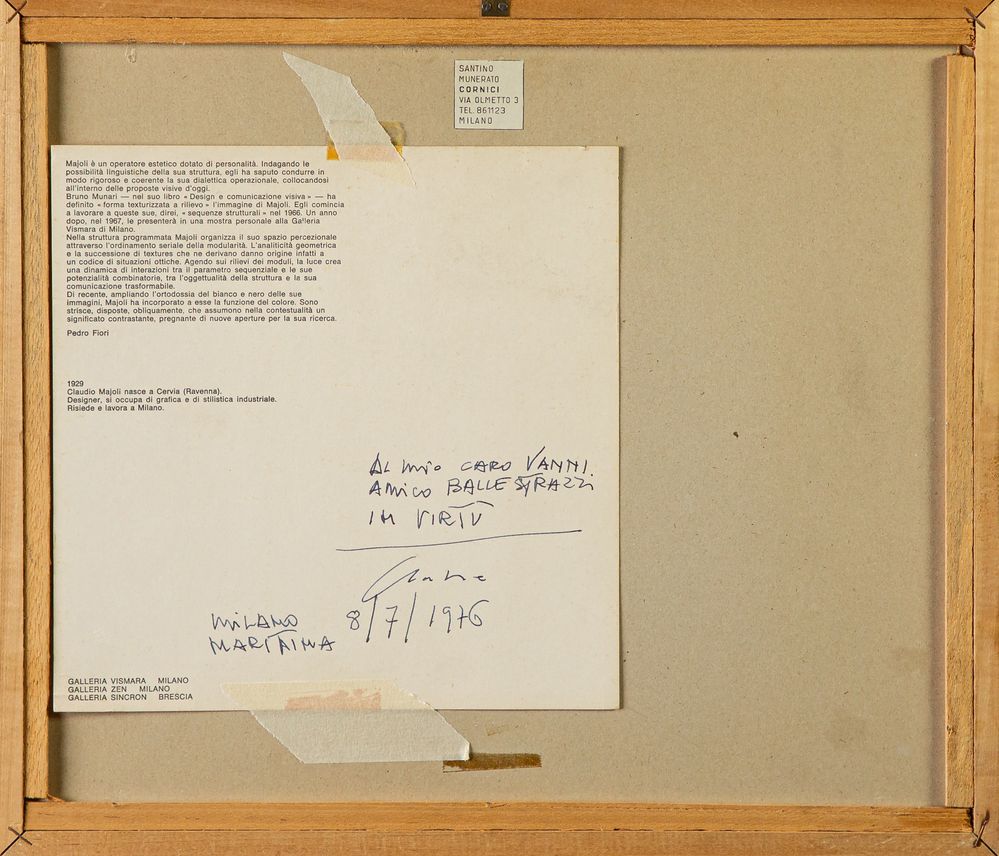 SANTINO
MUNERATO
CORNICI
VIA OLMETTO 3
TEL. 861123
MILANO
Majoli è un operatore estetico dotato di personalità. Indagando le
possibilità linguistiche della sua struttura, egli ha saputo condurre in
modo rigoroso e coerente la sua dialettica operazionale, collocandosi
all'interno delle proposte visive d'oggi.
Bruno Munari — nel suo libro « Design e comunicazione visiva » — ha
definito « forma texturizzata a rilievo » l'immagine di Majoli. Egli comincia
a lavorare a queste sue, direi, « sequenze strutturali » nel 1966. Un anno
dopo, nel 1967, le presenterà in una mostra personale alla Galleria
Vismara di Milano.
Nella struttura programmata Majoli organizza il suo spazio percezionale
attraverso l'ordinamento seriale della modularità. L'analiticità geometrica
e la successione di textures che ne derivano danno origine infatti a
un codice di situazioni ottiche. Agendo sui rilievi dei moduli, la luce crea
una dinamica di interazioni tra il parametro sequenziale e le sue
potenzialità combinatorie, tra l'oggettualità della struttura e la sua
comunicazione trasformabile.
Di recente, ampliando l'ortodossia del bianco e nero delle sue
immagini, Majoli ha incorporato a esse la funzione del colore. Sono
strisce, disposte, obliquamente, che assumono nella contestualità un
significato contrastante, pregnante di nuove aperture per la sua ricerca.
Pedro Fiori
1929
Claudio Majoli nasce a Cervia (Ravenna).
Designer, si occupa di grafica e di stilistica industriale.
Risiede e lavora a Milano.
AL MIO CARO VANNI
AMICO BALLESTRAZZI
IN VIRTÙ
MILANO
MARITTIMA 8/7/1976
GALLERIA VISMARA MILANO
GALLERIA ZEN MILANO
GALLERIA SINCRON BRESCIA